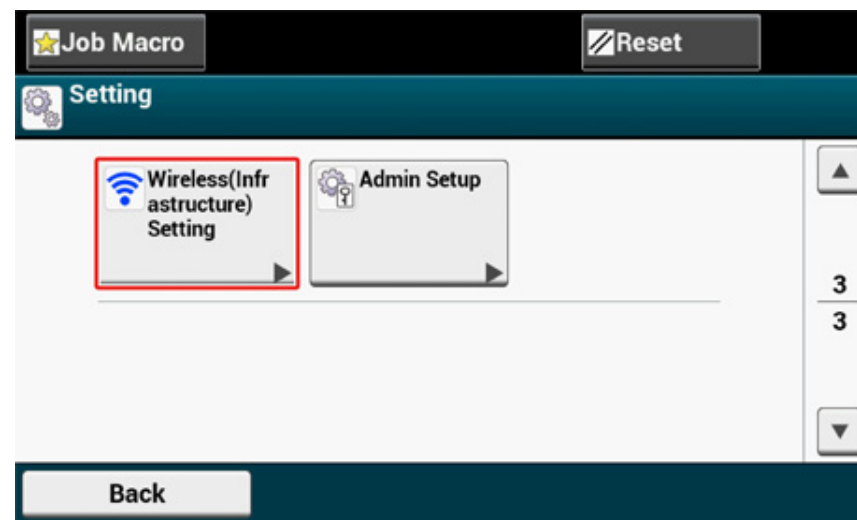 Job Macro
Reset
Setting
Wireless(Infr
astructure)
Setting
Admin Setup
3
3
Back